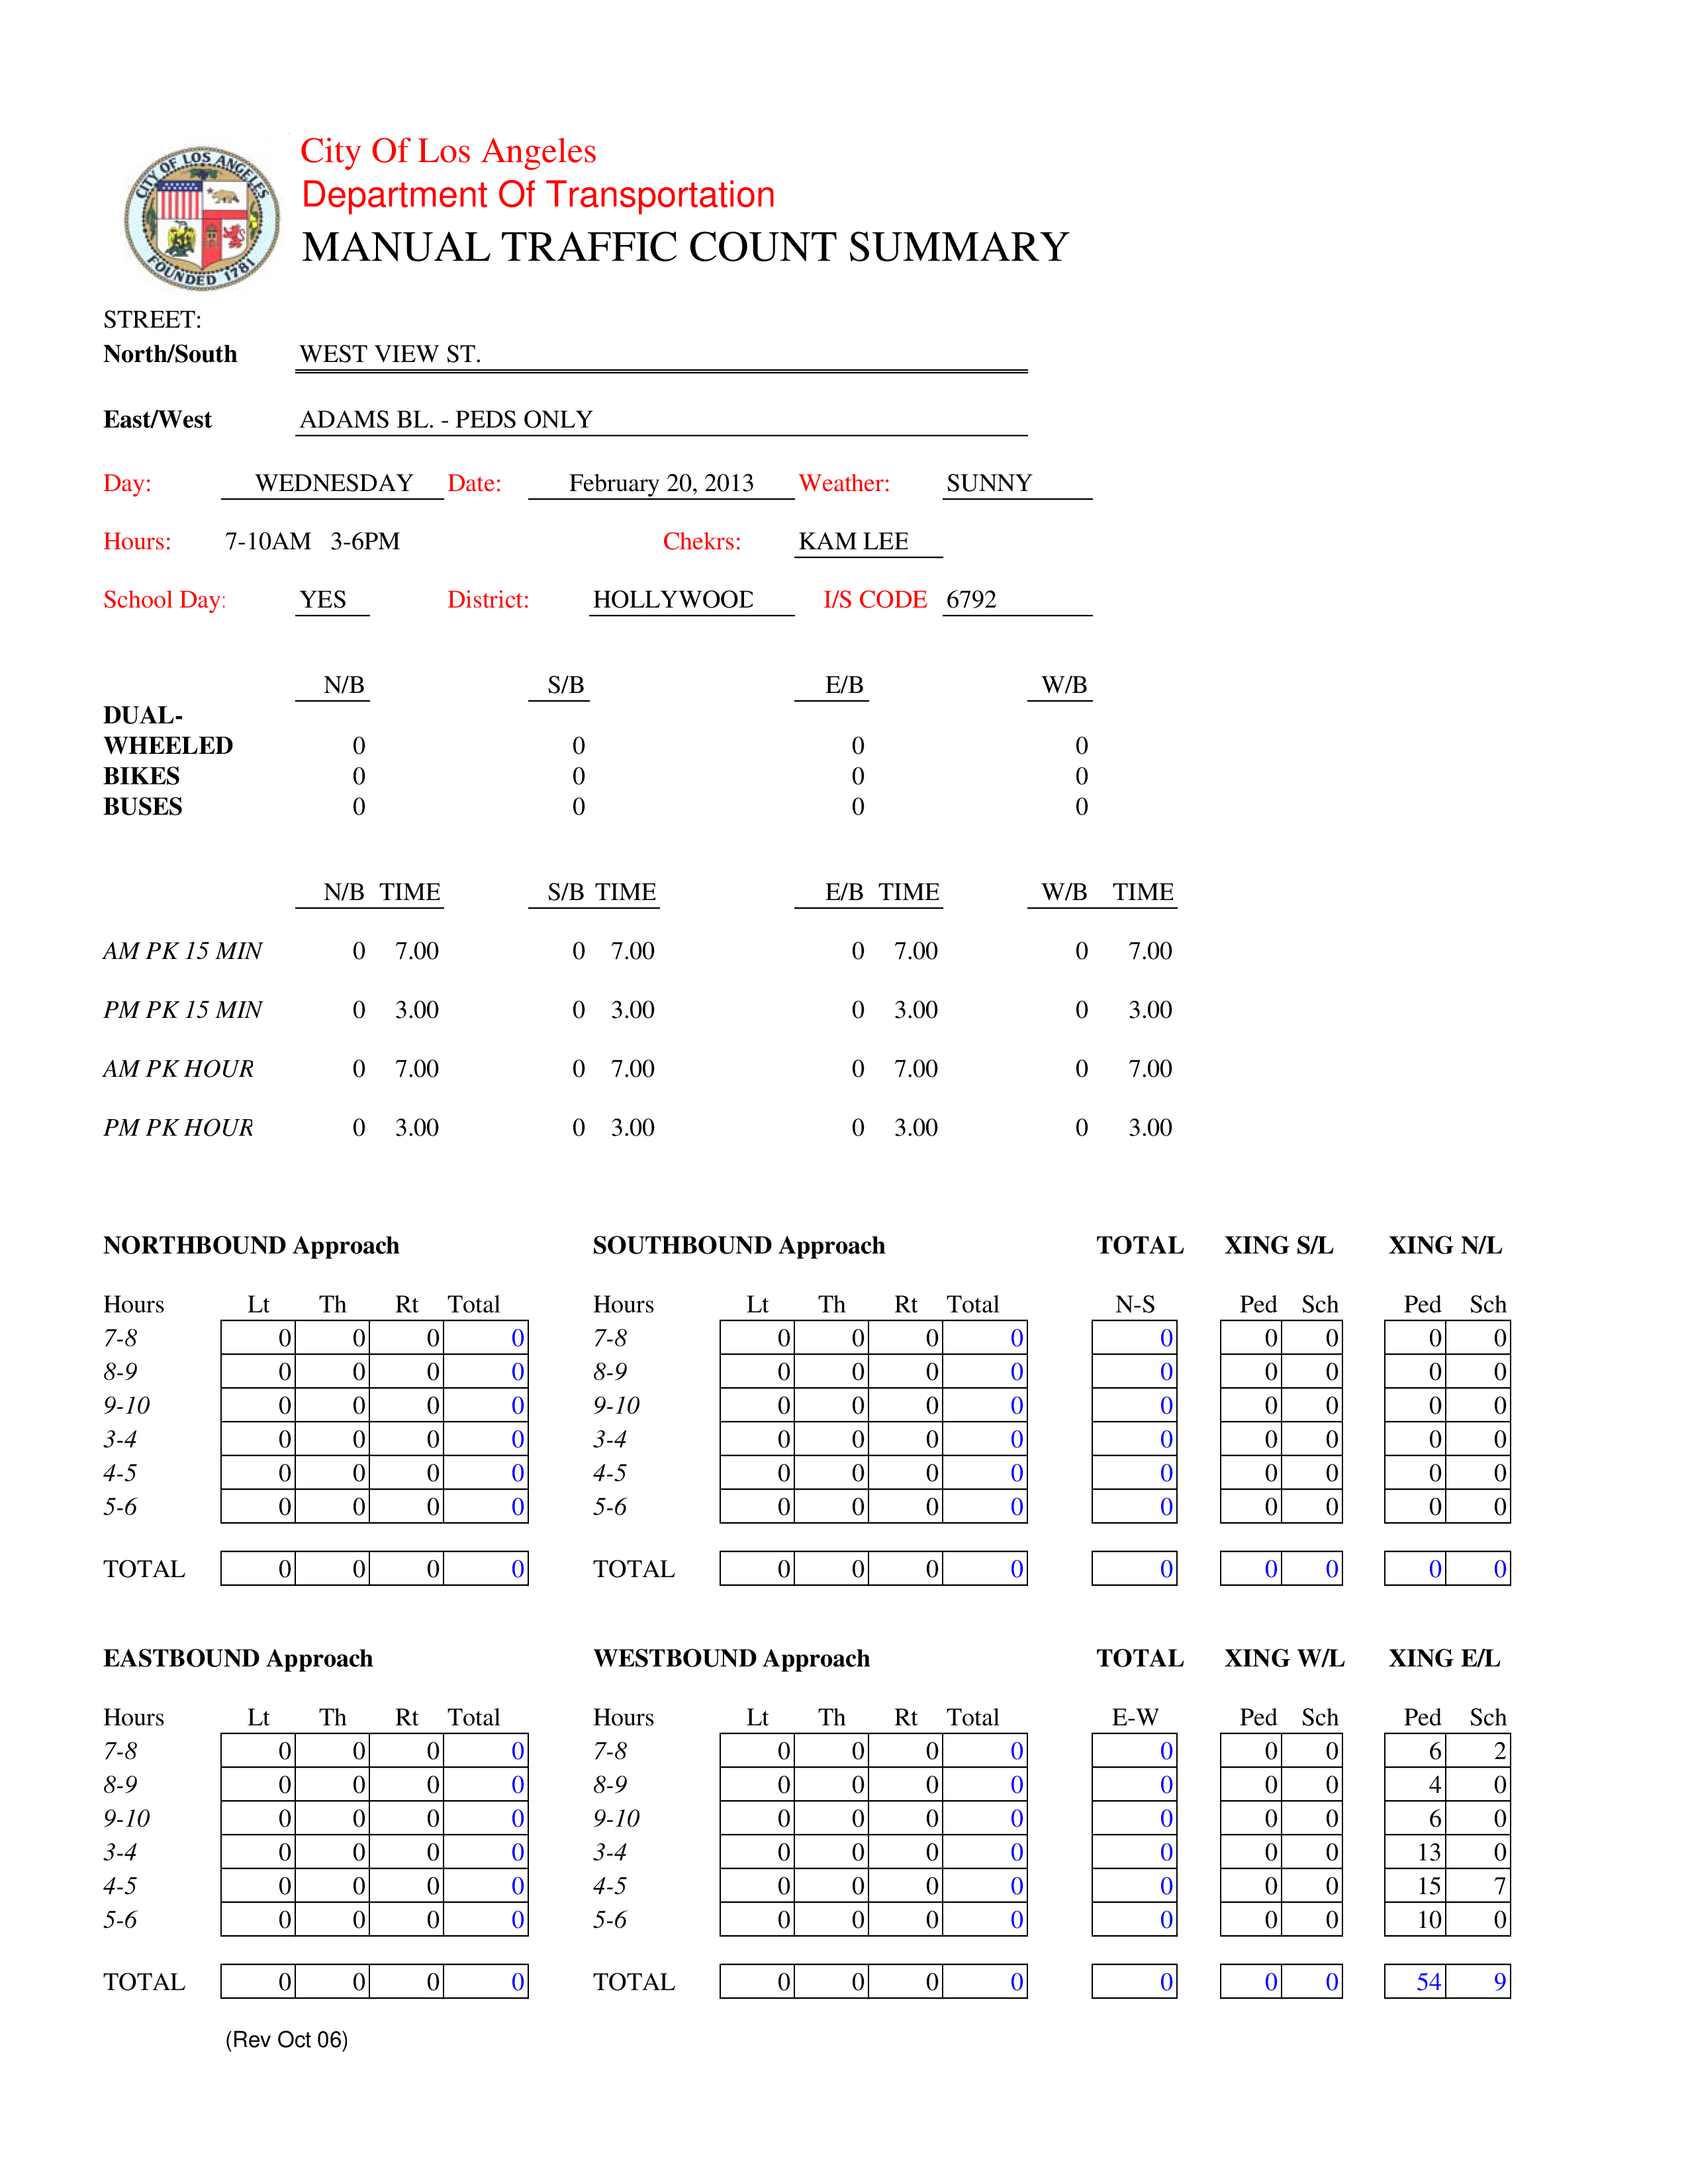 CITY OF LOS ANGELES
FOUNDED 1781
City Of Los Angeles
Department Of Transportation
MANUAL TRAFFIC COUNT SUMMARY
STREET:
North/South WEST VIEW ST.
East/West ADAMS BL. - PEDS ONLY
Day: WEDNESDAY Date: February 20, 2013 Weather: SUNNY
Hours: 7-10AM 3-6PM Chekrs: KAM LEE
School Day: YES District: HOLLYWOOD I/S CODE 6792
N/B S/B E/B W/B
DUAL-
WHEELED 0 0 0 0
BIKES 0 0 0 0
BUSES 0 0 0 0
N/B TIME S/B TIME E/B TIME W/B TIME
AM PK 15 MIN 0 7.00 0 7.00 0 7.00 0 7.00
PM PK 15 MIN 0 3.00 0 3.00 0 3.00 0 3.00
AM PK HOUR 0 7.00 0 7.00 0 7.00 0 7.00
PM PK HOUR 0 3.00 0 3.00 0 3.00 0 3.00
NORTHBOUND Approach SOUTHBOUND Approach TOTAL XING S/L XING N/L
Hours Lt Th Rt Total Hours Lt Th Rt Total N-S Ped Sch Ped Sch
7-8 0 0 0 0 7-8 0 0 0 0 0 0 0 0 0
8-9 0 0 0 0 8-9 0 0 0 0 0 0 0 0 0
9-10 0 0 0 0 9-10 0 0 0 0 0 0 0 0 0
3-4 0 0 0 0 3-4 0 0 0 0 0 0 0 0 0
4-5 0 0 0 0 4-5 0 0 0 0 0 0 0 0 0
5-6 0 0 0 0 5-6 0 0 0 0 0 0 0 0 0
TOTAL 0 0 0 0 TOTAL 0 0 0 0 0 0 0 0 0
EASTBOUND Approach WESTBOUND Approach TOTAL XING W/L XING E/L
Hours Lt Th Rt Total Hours Lt Th Rt Total E-W Ped Sch Ped Sch
7-8 0 0 0 0 7-8 0 0 0 0 0 0 0 6 2
8-9 0 0 0 0 8-9 0 0 0 0 0 0 0 4 0
9-10 0 0 0 0 9-10 0 0 0 0 0 0 0 6 0
3-4 0 0 0 0 3-4 0 0 0 0 0 0 0 13 0
4-5 0 0 0 0 4-5 0 0 0 0 0 0 0 15 7
5-6 0 0 0 0 5-6 0 0 0 0 0 0 0 10 0
TOTAL 0 0 0 0 TOTAL 0 0 0 0 0 0 0 54 9
(Rev Oct 06)